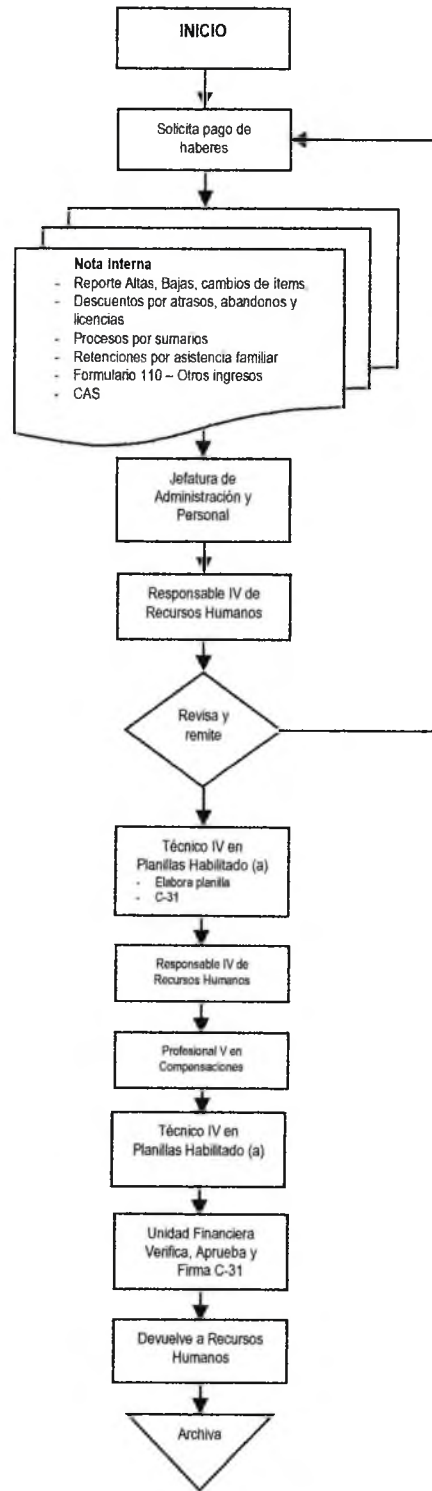 INICIO
Solicita pago de
haberes
Nota Interna
- Reporte Altas, Bajas, cambios de ítems
- Descuentos por atrasos, abandonos y
licencias
- Procesos por sumarios
- Retenciones por asistencia familiar
- Formulario 110 – Otros ingresos
- CAS
Jefatura de
Administración y
Personal
Responsable IV de
Recursos Humanos
Revisa y
remite
Técnico IV en
Planillas Habilitado (a)
- Elabora planilla
- C-31
Responsable IV de
Recursos Humanos
Profesional V en
Compensaciones
Técnico IV en
Planillas Habilitado (a)
Unidad Financiera
Verifica, Aprueba y
Firma C-31
Devuelve a Recursos
Humanos
Archiva